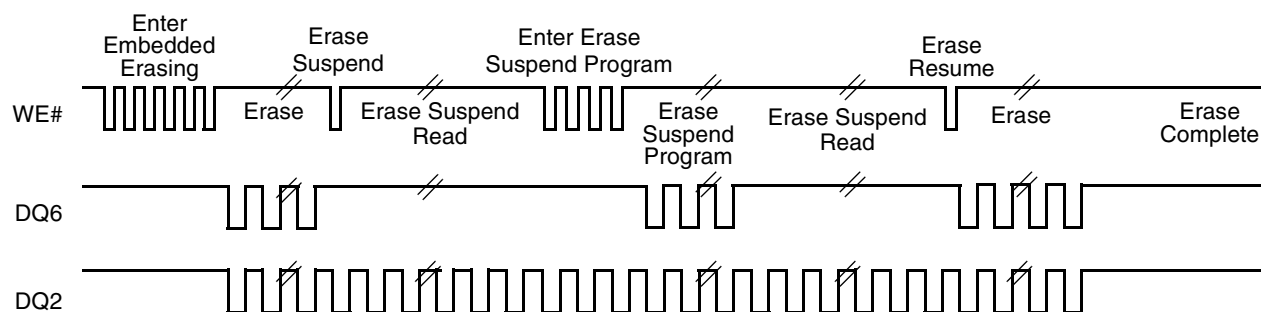 Enter
Embedded
Erasing
Erase
Suspend
Enter Erase
Suspend Program
Erase
Resume
WE#
Erase
Erase Suspend
Read
Erase
Suspend
Program
Erase Suspend
Read
Erase
Erase
Complete
DQ6
DQ2